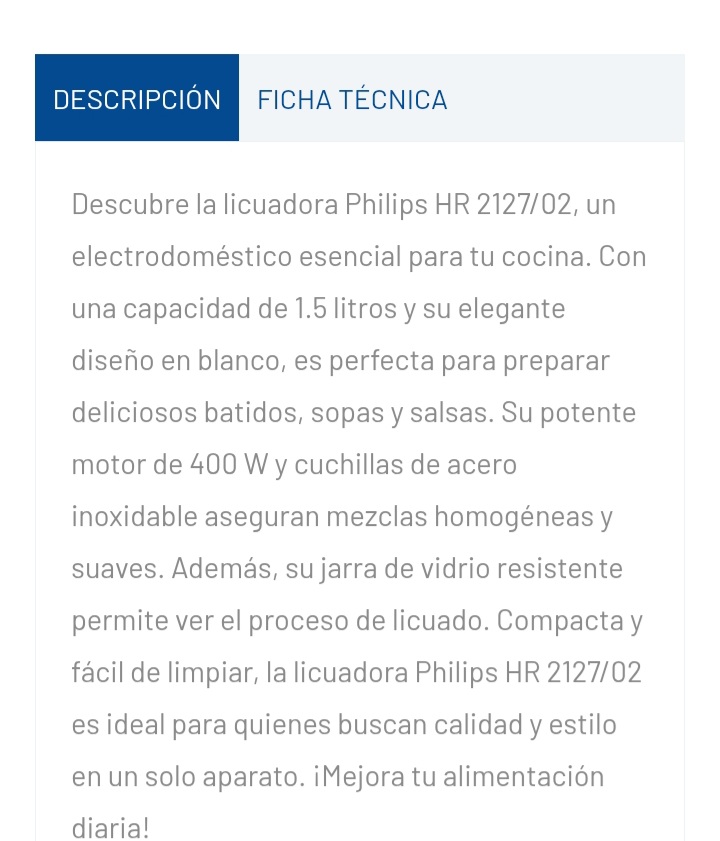 DESCRIPCIÓN FICHA TÉCNICA
Descubre la licuadora Philips HR 2127/02, un
electrodoméstico esencial para tu cocina. Con
una capacidad de 1.5 litros y su elegante
diseño en blanco, es perfecta para preparar
deliciosos batidos, sopas y salsas. Su potente
motor de 400 W y cuchillas de acero
inoxidable aseguran mezclas homogéneas y
suaves. Además, su jarra de vidrio resistente
permite ver el proceso de licuado. Compacta y
fácil de limpiar, la licuadora Philips HR 2127/02
es ideal para quienes buscan calidad y estilo
en un solo aparato. ¡Mejora tu alimentación
diaria!